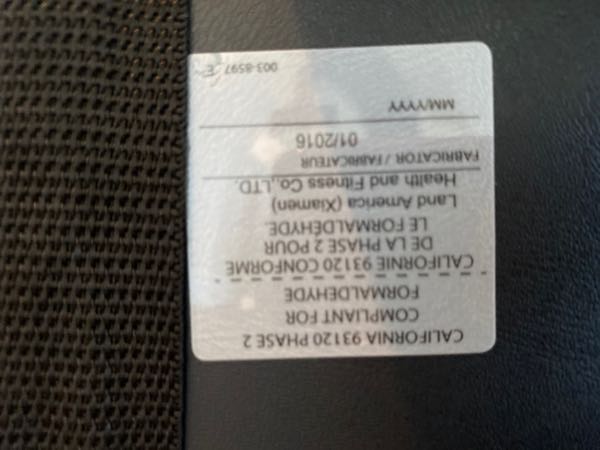 CALIFORNIA 93120 PHASE 2
COMPLIANT FOR
FORMALDEHYDE
CALIFORNIE 93120 CONFORME
DE LA PHASE 2 POUR
LE FORMALDEHYDE
Land America (Xiamen)
Health and Fitness Co.,LTD.
FABRICATOR / FABRICATEUR
01/2016
MM/YYYY
003-8597 E